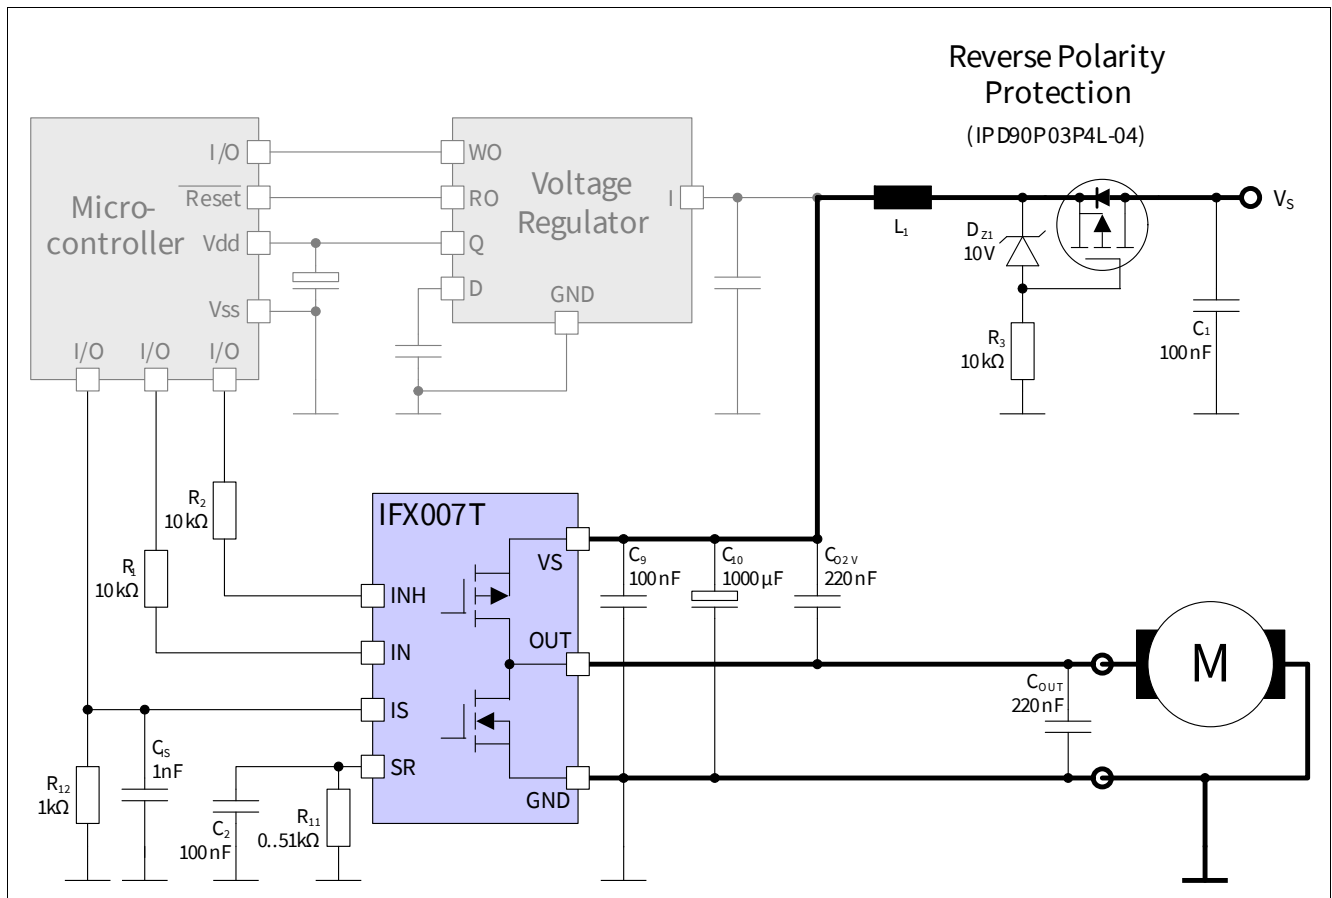 Reverse Polarity
Protection
(IPD90P03P4L-04)
Micro-
controller
I/O
Reset
Vdd
Vss
I/O
I/O
I/O
Voltage
Regulator
WO
RO
Q
D
GND
I
L1
DZ1
10V
R3
10kΩ
C1
100nF
VS
R2
10kΩ
R1
10kΩ
IFX007T
VS
INH
IN
IS
SR
OUT
GND
C9
100nF
C10
1000µF
CO2V
220nF
COUT
220nF
M
CIS
1nF
R12
1kΩ
C2
100nF
R11
0..51kΩ